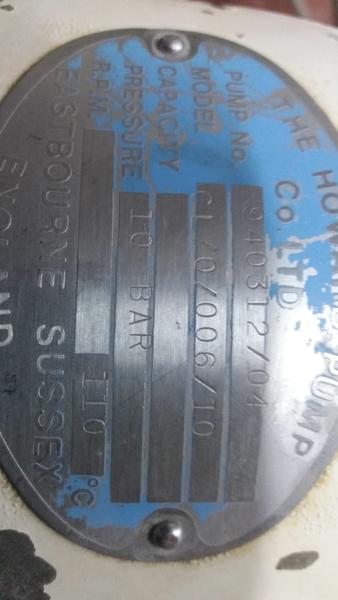 THE HOWARD PUMP
Co. LTD
PUMP No. 940312/04
MODEL CL/0/006/10
CAPACITY
PRESSURE 10 BAR
R.P.M. 110 °C
EASTBOURNE SUSSEX
ENGLAND